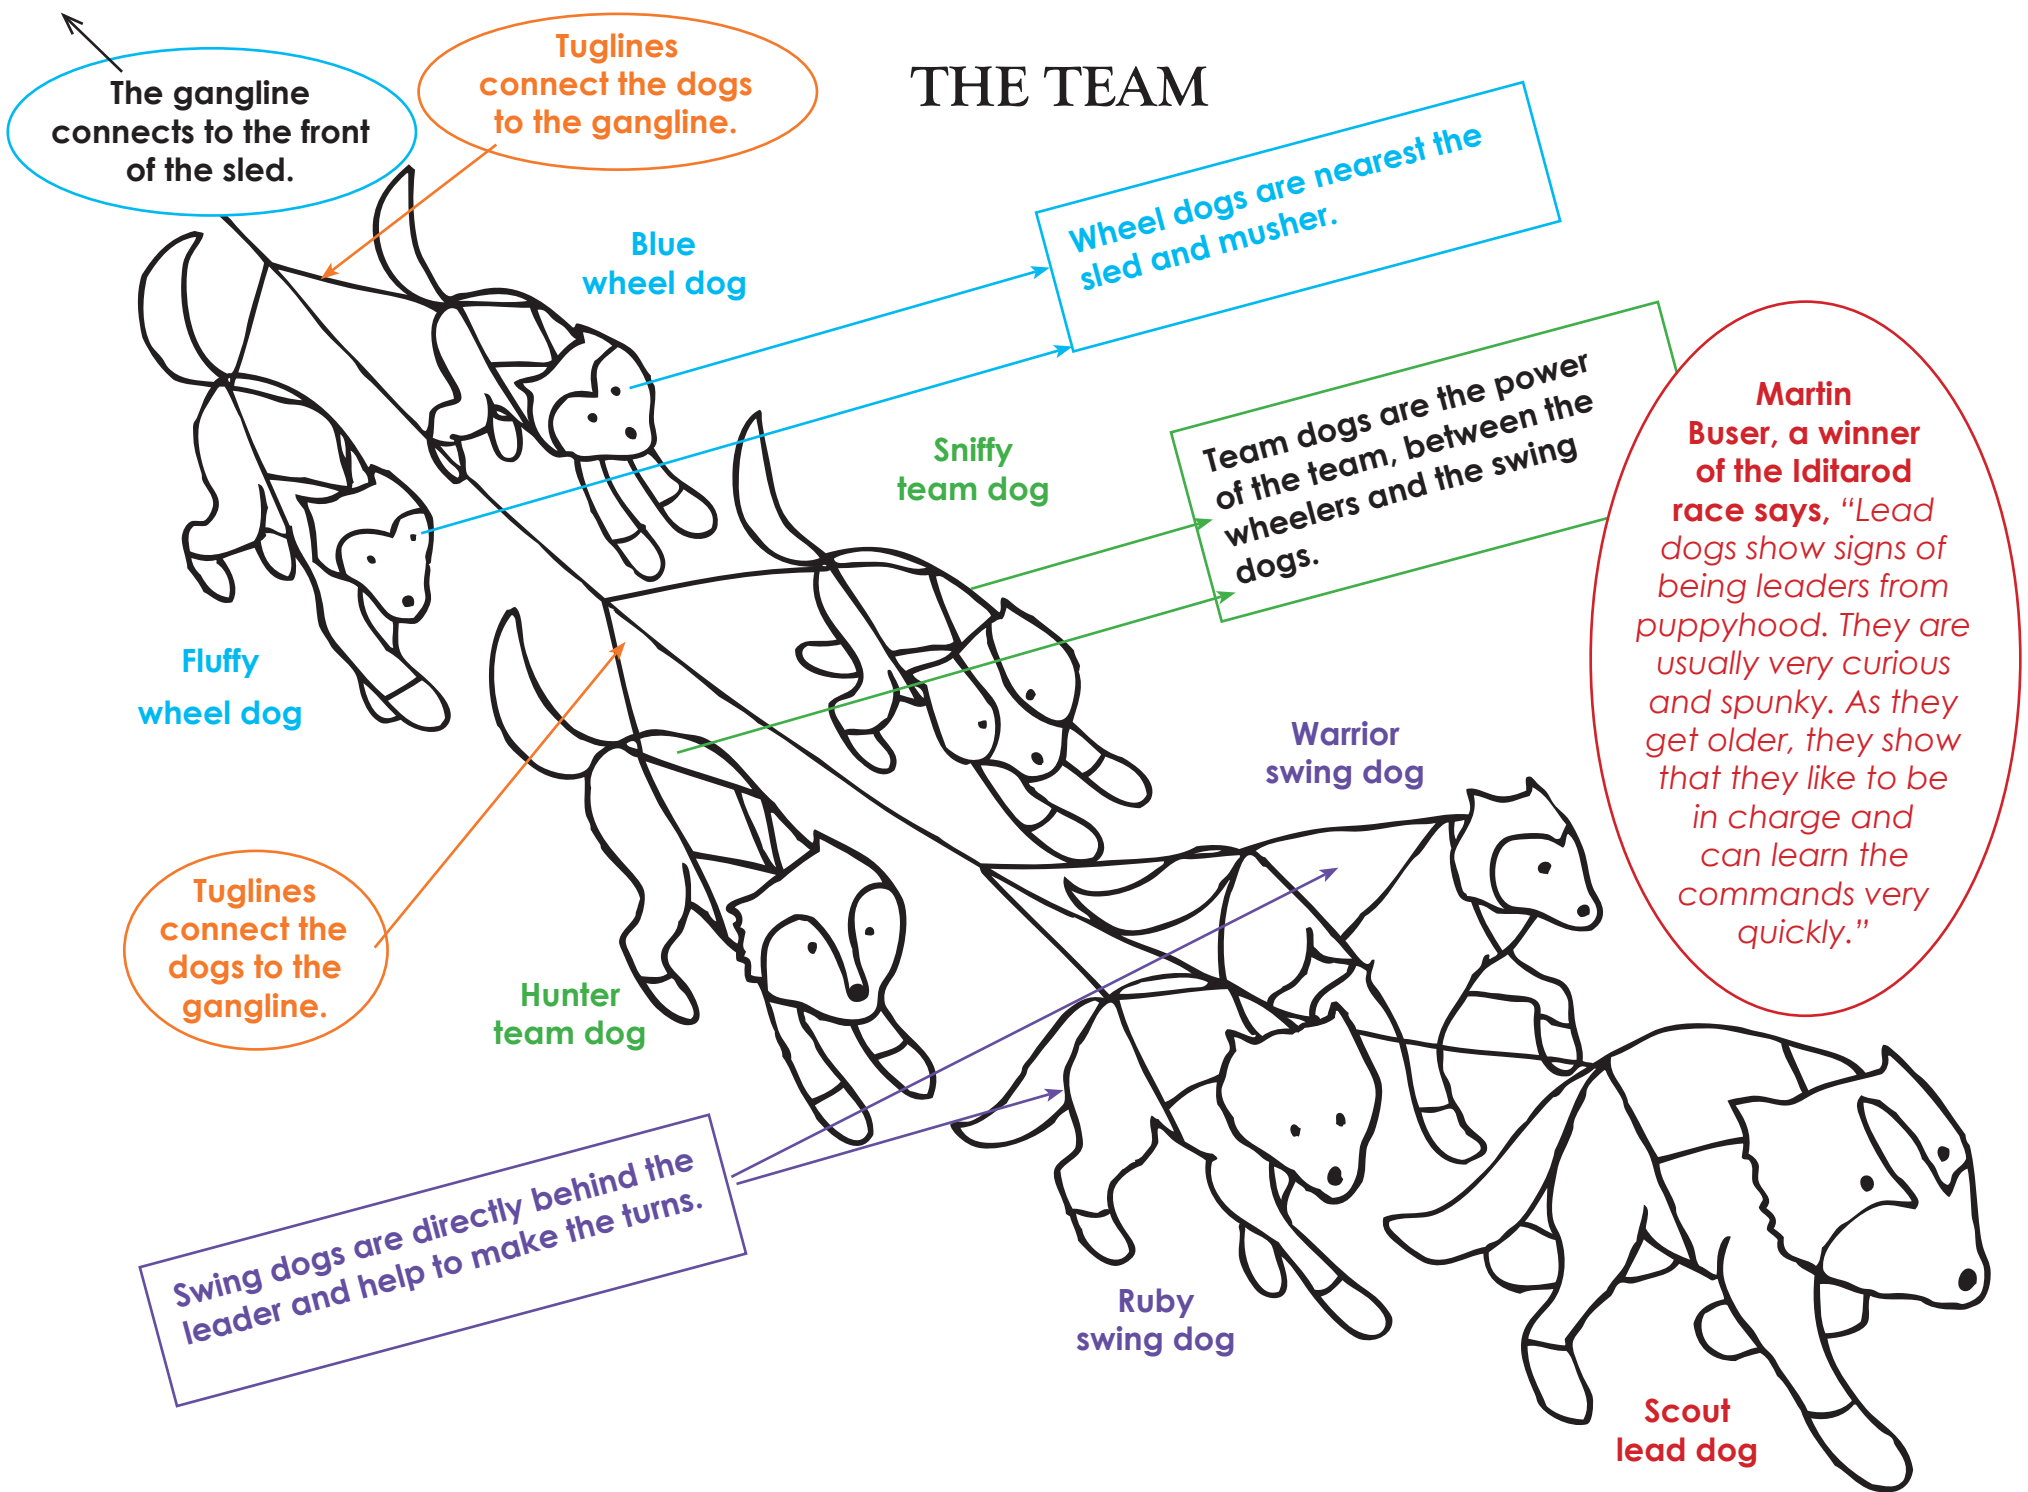 THE TEAM
The gangline
connects to the front
of the sled.
Tuglines
connect the dogs
to the gangline.
Blue
wheel dog
Wheel dogs are nearest the
sled and musher.
Fluffy
wheel dog
Sniffy
team dog
Team dogs are the power
of the team, between the
wheelers and the swing
dogs.
Martin
Buser, a winner
of the Iditarod
race says, “Lead
dogs show signs of
being leaders from
puppyhood. They are
usually very curious
and spunky. As they
get older, they show
that they like to be
in charge and
can learn the
commands very
quickly.”
Warrior
swing dog
Tuglines
connect the
dogs to the
gangline.
Hunter
team dog
Swing dogs are directly behind the
leader and help to make the turns.
Ruby
swing dog
Scout
lead dog